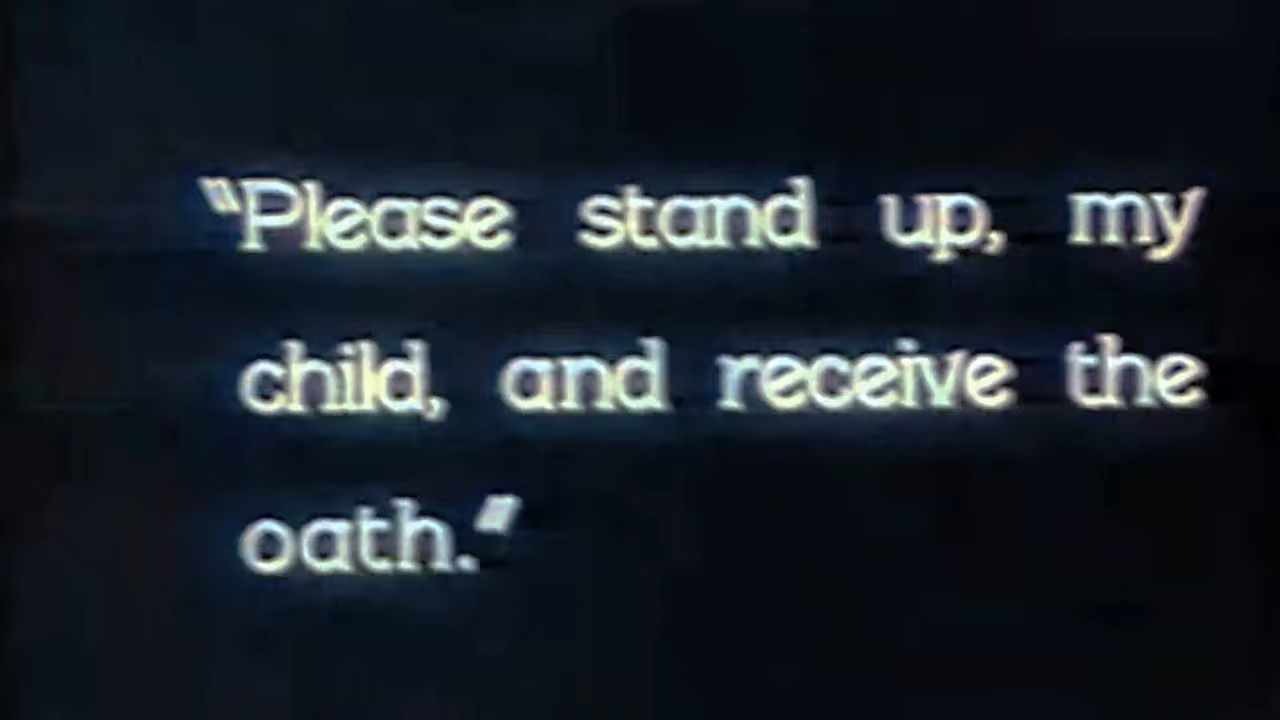 "Please stand up, my
child, and receive the
oath."